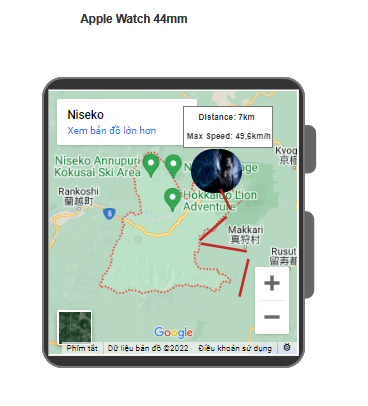 Apple Watch 44mm
Niseko
Xem bản đồ lớn hơn
Distance: 7km
Max Speed: 49,6km/h
Kyog
京極
Niseko Annupuri
Kokusai Ski Area
Rankoshi
蘭越町
5
Hokkaido Lion
Adventure
Makkari
真狩村
Rusut
留寿都
+
−
Google
Phím tắt
Dữ liệu bản đồ ©2022
Điều khoản sử dụng